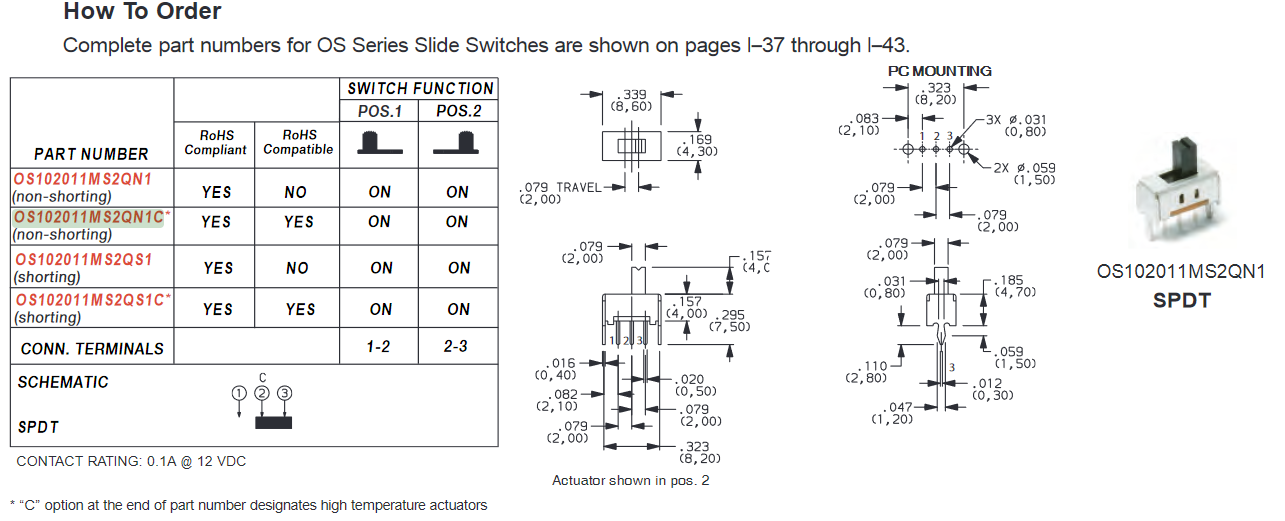 How To Order
Complete part numbers for OS Series Slide Switches are shown on pages I–37 through I–43.
SWITCH FUNCTION
POS.1 POS.2
PART NUMBER RoHS Compliant RoHS Compatible
OS102011MS2QN1 YES NO ON ON
(non-shorting)
OS102011MS2QN1C* YES YES ON ON
(non-shorting)
OS102011MS2QS1 YES NO ON ON
(shorting)
OS102011MS2QS1C* YES YES ON ON
(shorting)
CONN. TERMINALS 1-2 2-3
SCHEMATIC
C
1 2 3
SPDT
CONTACT RATING: 0.1A @ 12 VDC
* “C” option at the end of part number designates high temperature actuators
.339
(8,60)
.169
(4,30)
.079 TRAVEL
(2,00)
.079
(2,00)
.157
(4,0
.157
(4,00)
.295
(7,50)
1 2 3
.016
(0,40)
.020
(0,50)
.082
(2,10)
.079
(2,00)
.079
(2,00)
.323
(8,20)
Actuator shown in pos. 2
PC MOUNTING
.323
(8,20)
.083
(2,10)
3X Ø.031
(0,80)
1 2 3
2X Ø.059
(1,50)
.079
(2,00)
.079
(2,00)
.079
(2,00)
.031
(0,80)
.185
(4,70)
.059
(1,50)
.110
(2,80)
3
.012
(0,30)
.047
(1,20)
OS102011MS2QN1
SPDT